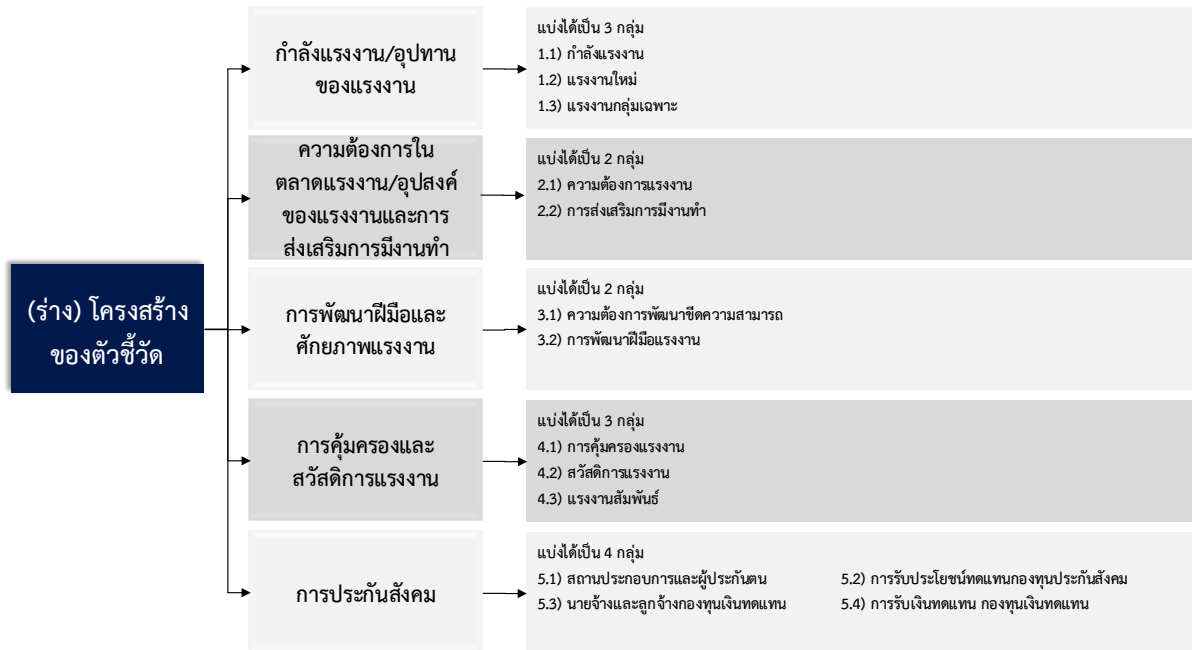 (ร่าง) โครงสร้าง
ของตัวชี้วัด
กำลังแรงงาน/อุปทาน
ของแรงงาน
แบ่งได้เป็น 3 กลุ่ม
1.1) กำลังแรงงาน
1.2) แรงงานใหม่
1.3) แรงงานกลุ่มเฉพาะ
ความต้องการใน
ตลาดแรงงาน/อุปสงค์
ของแรงงานและการ
ส่งเสริมการมีงานทำ
แบ่งได้เป็น 2 กลุ่ม
2.1) ความต้องการแรงงาน
2.2) การส่งเสริมการมีงานทำ
การพัฒนาฝีมือและ
ศักยภาพแรงงาน
แบ่งได้เป็น 2 กลุ่ม
3.1) ความต้องการพัฒนาขีดความสามารถ
3.2) การพัฒนาฝีมือแรงงาน
การคุ้มครองและ
สวัสดิการแรงงาน
แบ่งได้เป็น 3 กลุ่ม
4.1) การคุ้มครองแรงงาน
4.2) สวัสดิการแรงงาน
4.3) แรงงานสัมพันธ์
การประกันสังคม
แบ่งได้เป็น 4 กลุ่ม
5.1) สถานประกอบการและผู้ประกันตน 5.2) การรับประโยชน์ทดแทนกองทุนประกันสังคม
5.3) นายจ้างและลูกจ้างกองทุนเงินทดแทน 5.4) การรับเงินทดแทน กองทุนเงินทดแทน